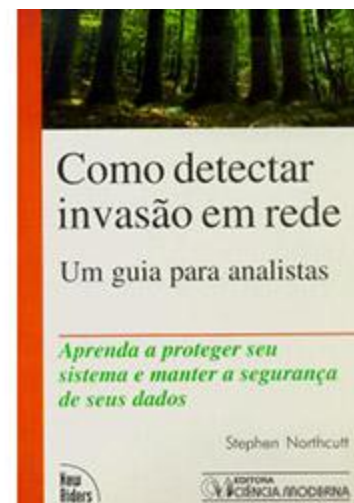 Como detectar
invasão em rede
Um guia para analistas
Aprenda a proteger seu
sistema e manter a segurança
de seus dados
Stephen Northcutt
New
Riders
EDITORA
CIÊNCIA MODERNA